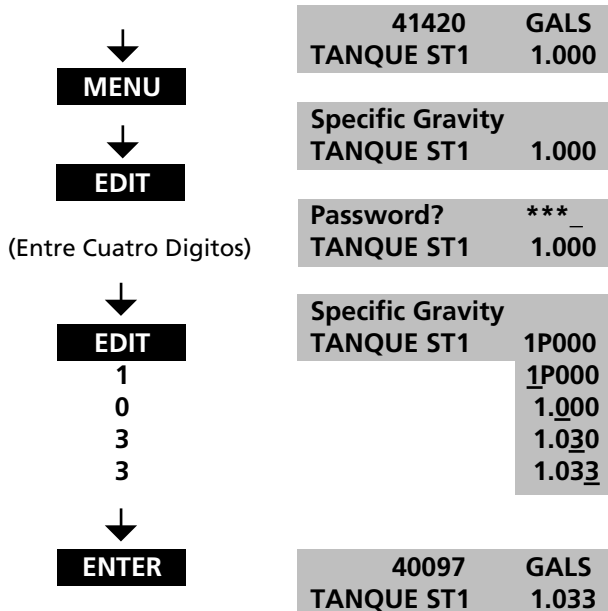 41420 GALS
TANQUE ST1 1.000
MENU
Specific Gravity
TANQUE ST1 1.000
EDIT
Password? ***_
(Entre Cuatro Digitos) TANQUE ST1 1.000
Specific Gravity
EDIT TANQUE ST1 1P000
1 1P000
0 1.000
3 1.030
3 1.033
ENTER 40097 GALS
TANQUE ST1 1.033